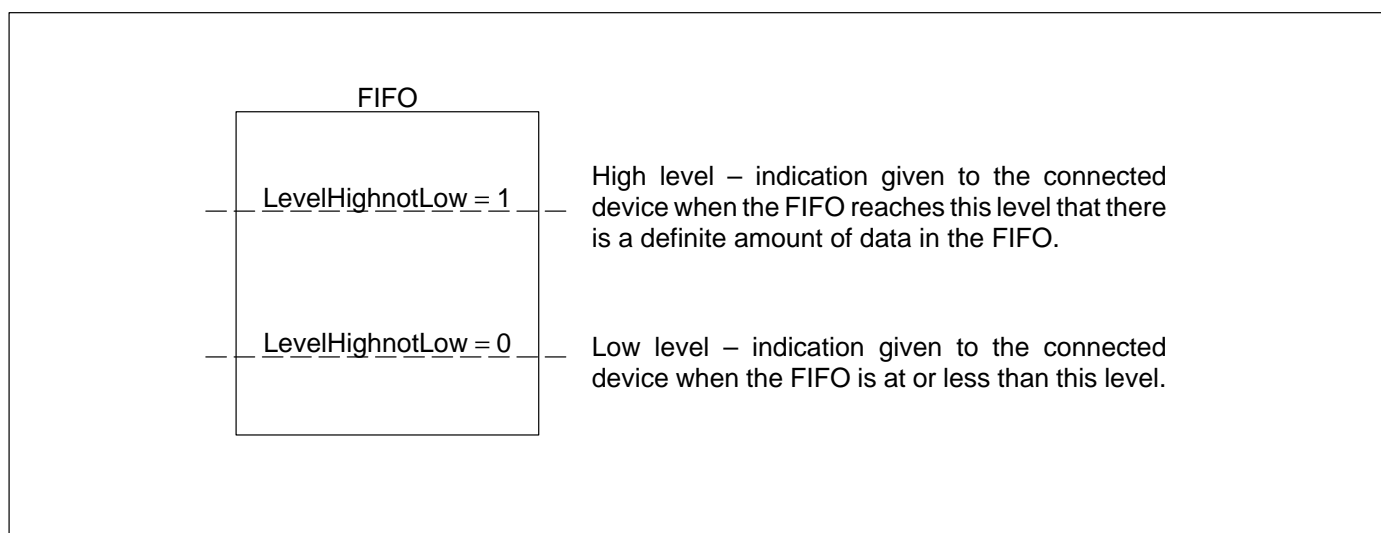 FIFO
LevelHighnotLow = 1
High level – indication given to the connected
device when the FIFO reaches this level that there
is a definite amount of data in the FIFO.
LevelHighnotLow = 0
Low level – indication given to the connected
device when the FIFO is at or less than this level.